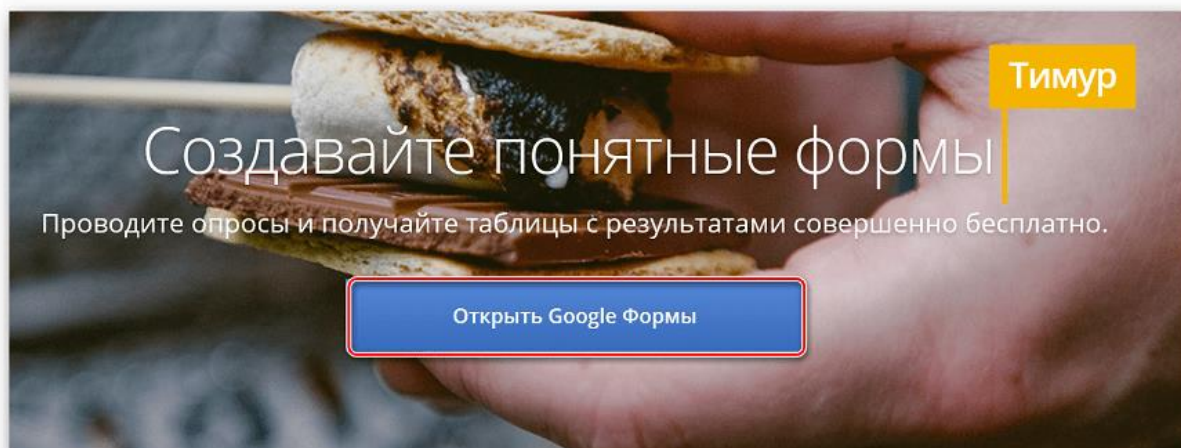 Тимур
Создавайте понятные формы
Проводите опросы и получайте таблицы с результатами совершенно бесплатно.
Открыть Google Формы